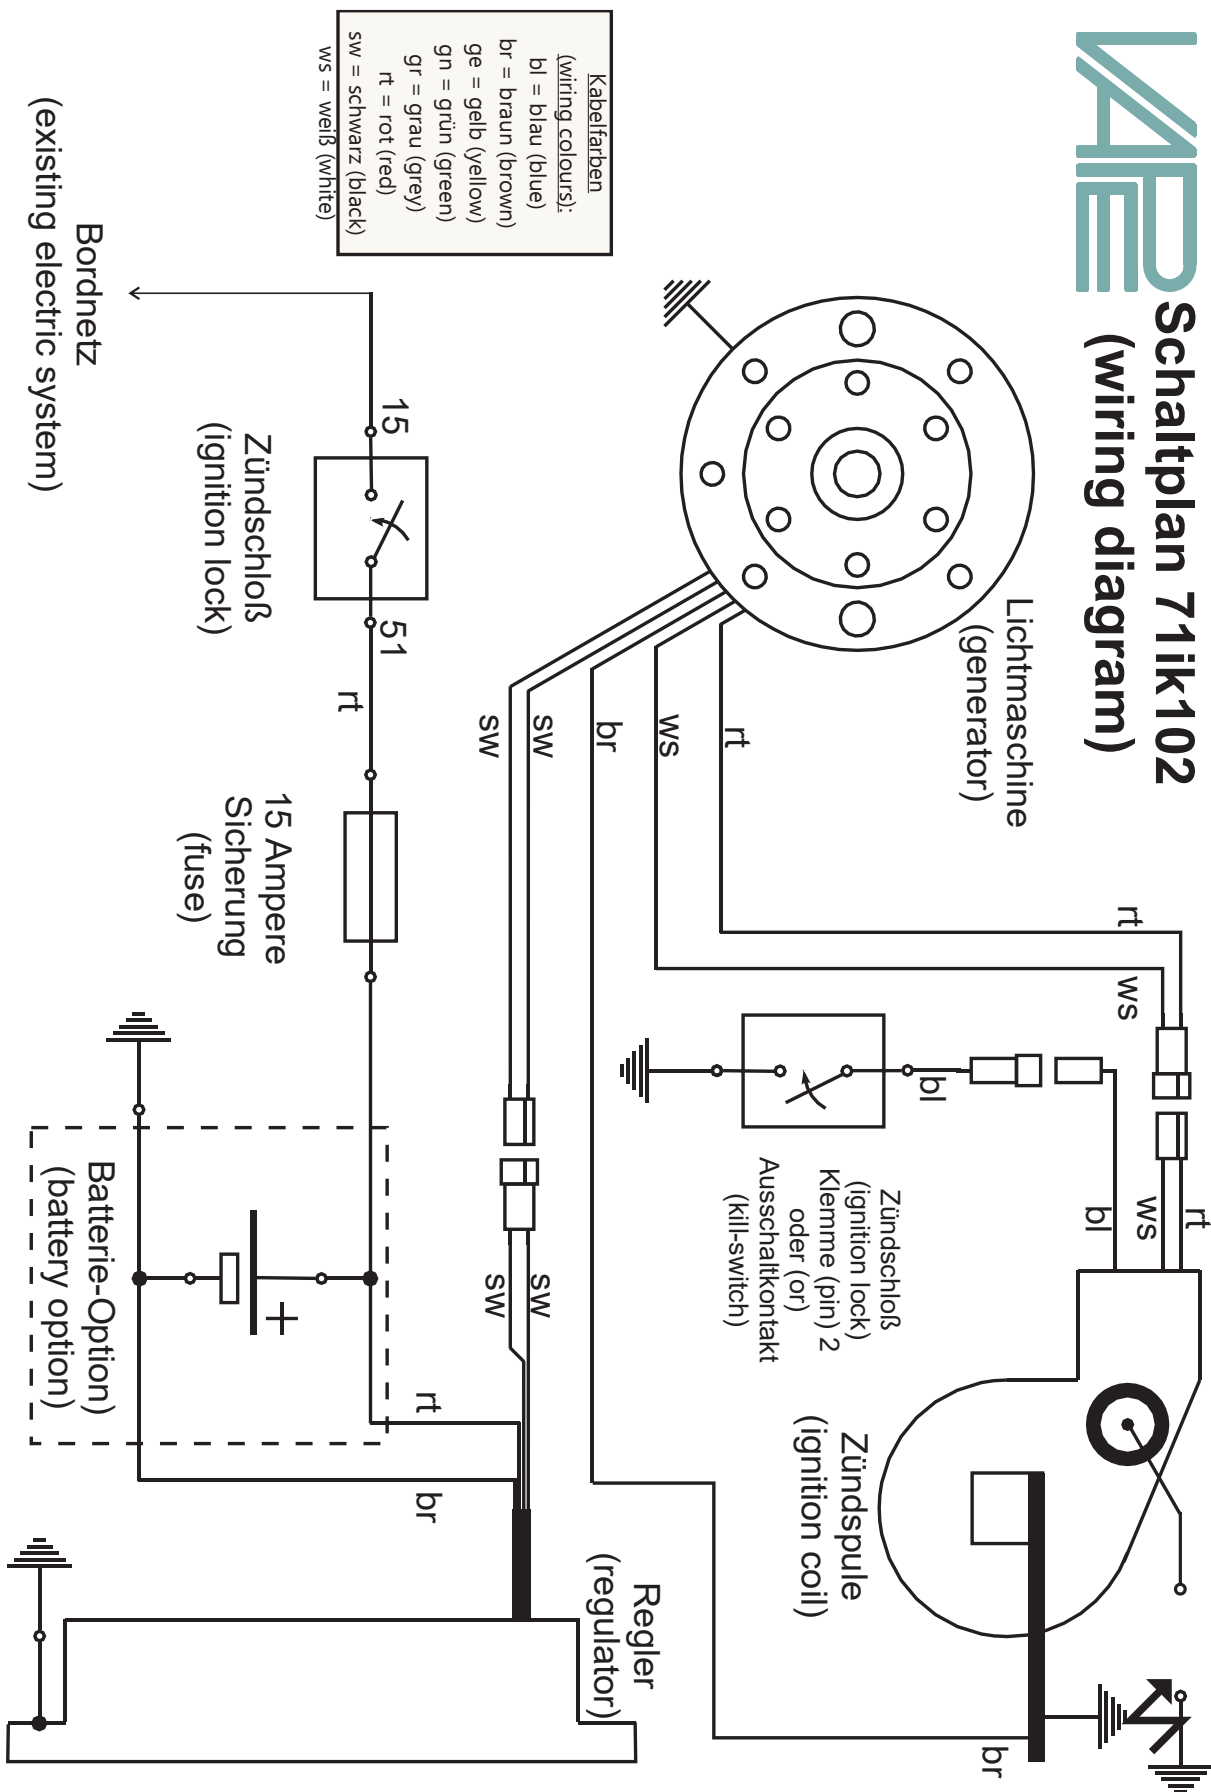 VAPE
Schaltplan 71ik102
(wiring diagram)
Kabelfarben
(wiring colours):
bl = blau (blue)
br = braun (brown)
ge = gelb (yellow)
gn = grün (green)
gr = grau (grey)
rt = rot (red)
sw = schwarz (black)
ws = weiß (white)
Lichtmaschine
(generator)
rt
ws
br
sw
sw
rt
ws
bl
rt
ws
bl
Zündschloß
(ignition lock)
Klemme (pin) 2
oder (or)
Ausschaltkontakt
(kill-switch)
Zündspule
(ignition coil)
br
sw
sw
Regler
(regulator)
rt
br
Bordnetz
(existing electric system)
15
Zündschloß
(ignition lock)
51
rt
15 Ampere
Sicherung
(fuse)
+
Batterie-Option)
(battery option)